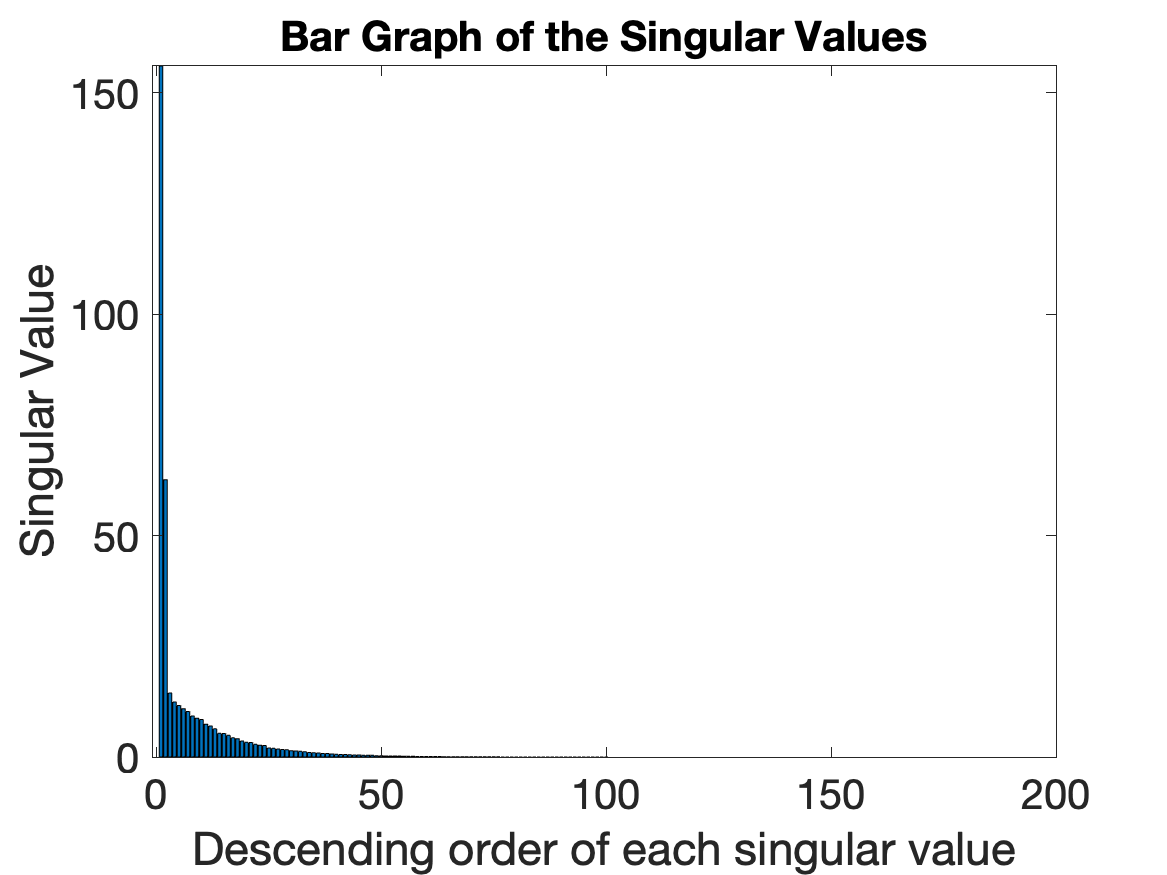 Bar Graph of the Singular Values
150
100
50
0
Singular Value
0 50 100 150 200
Descending order of each singular value